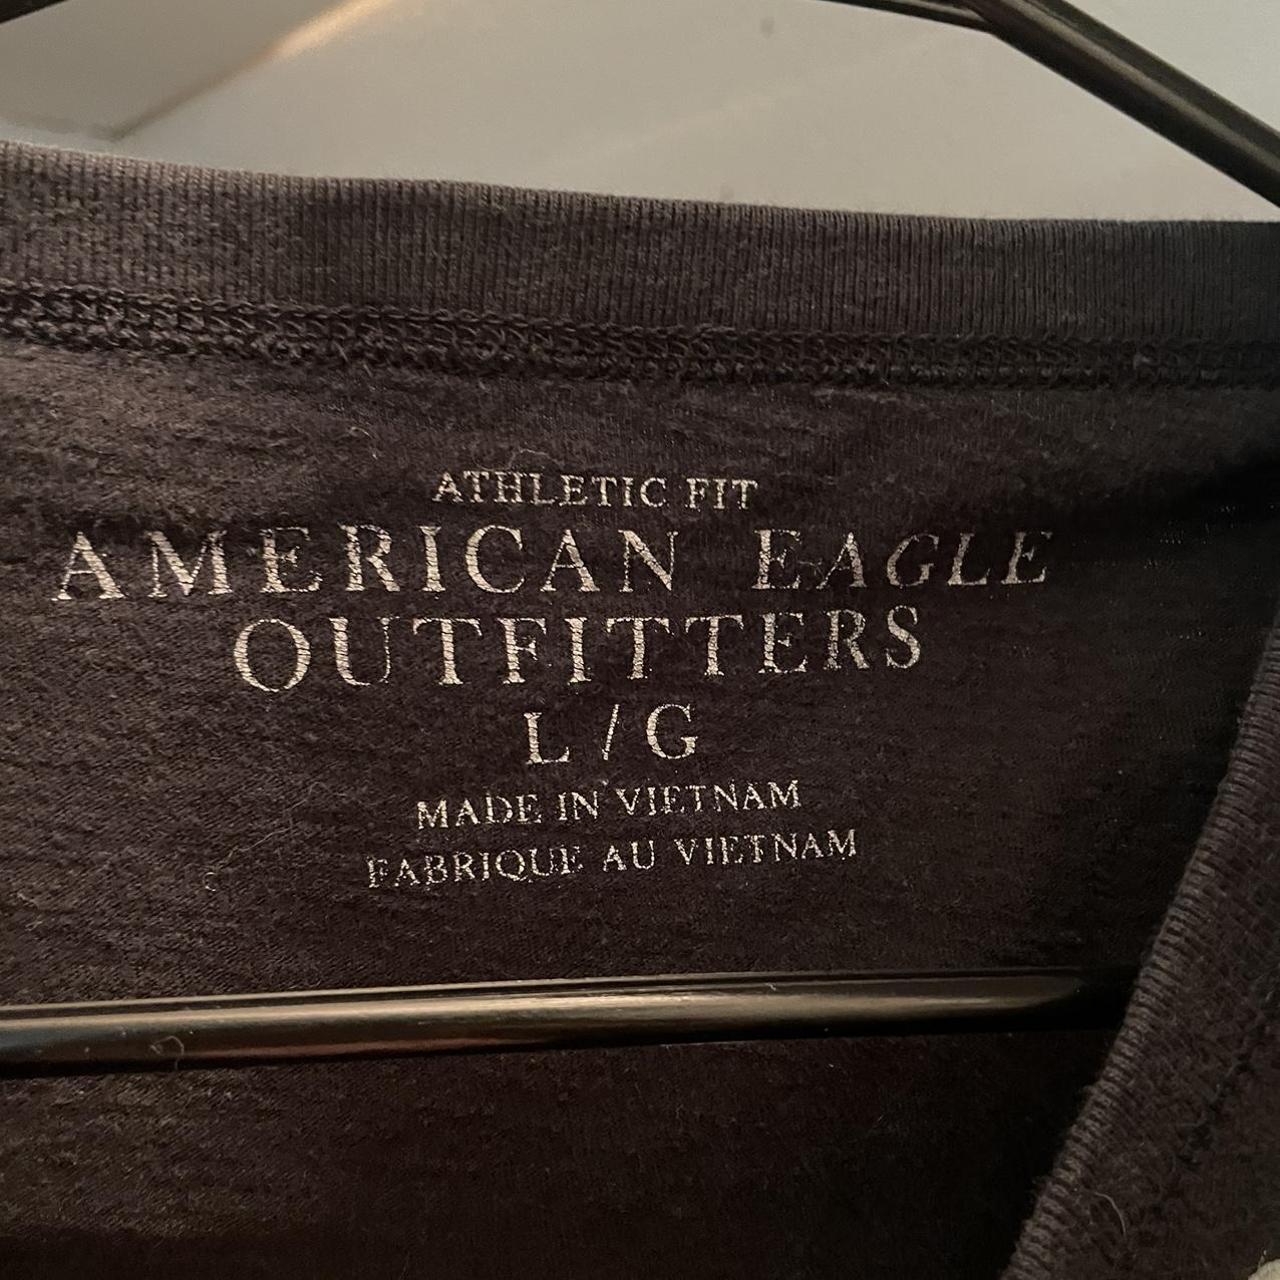 ATHLETIC FIT
AMERICAN EAGLE
OUTFITTERS
L / G
MADE IN VIETNAM
FABRIQUE AU VIETNAM